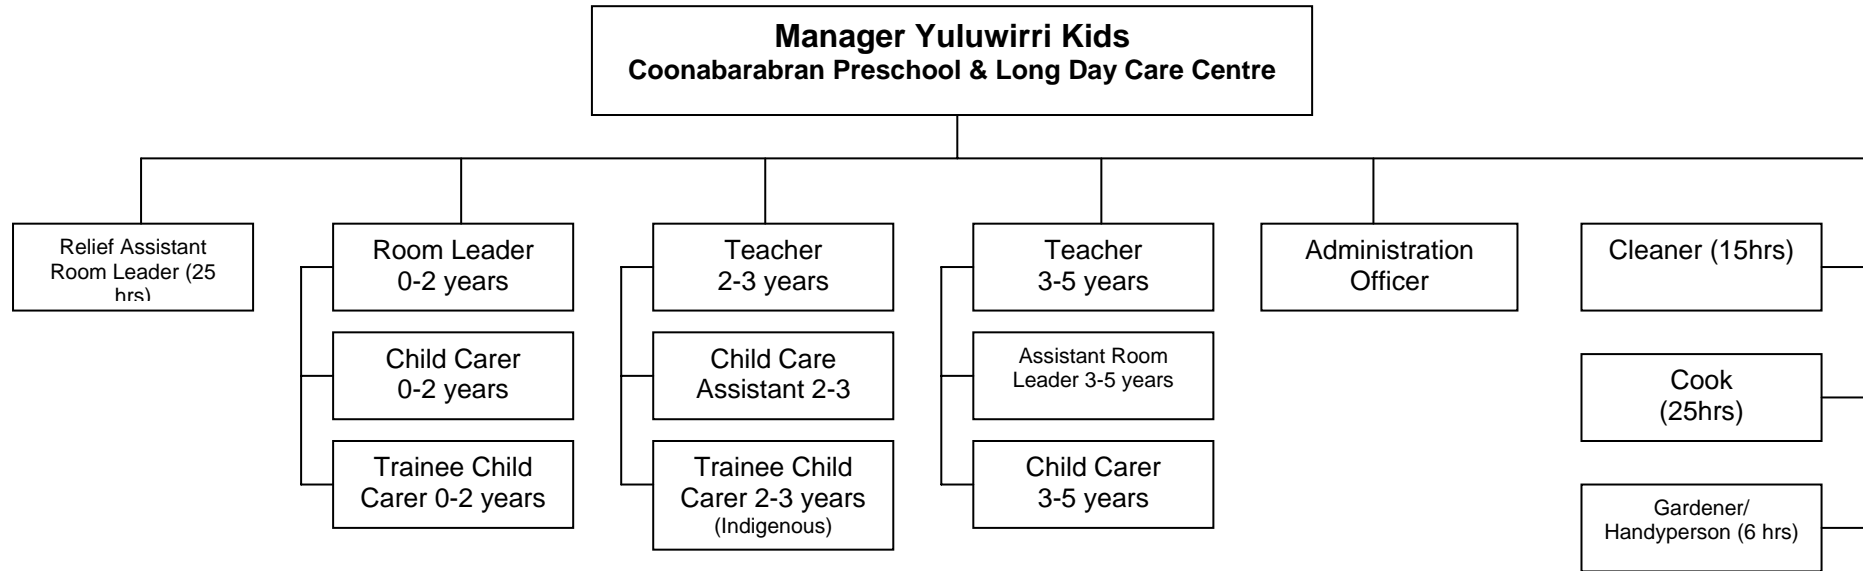 Manager Yuluwirri Kids
Coonabarabran Preschool & Long Day Care Centre
Relief Assistant
Room Leader (25
hrs)
Room Leader
0-2 years
Teacher
2-3 years
Teacher
3-5 years
Administration
Officer
Cleaner (15hrs)
Child Carer
0-2 years
Child Care
Assistant 2-3
Assistant Room
Leader 3-5 years
Cook
(25hrs)
Trainee Child
Carer 0-2 years
Trainee Child
Carer 2-3 years
(Indigenous)
Child Carer
3-5 years
Gardener/
Handyperson (6 hrs)